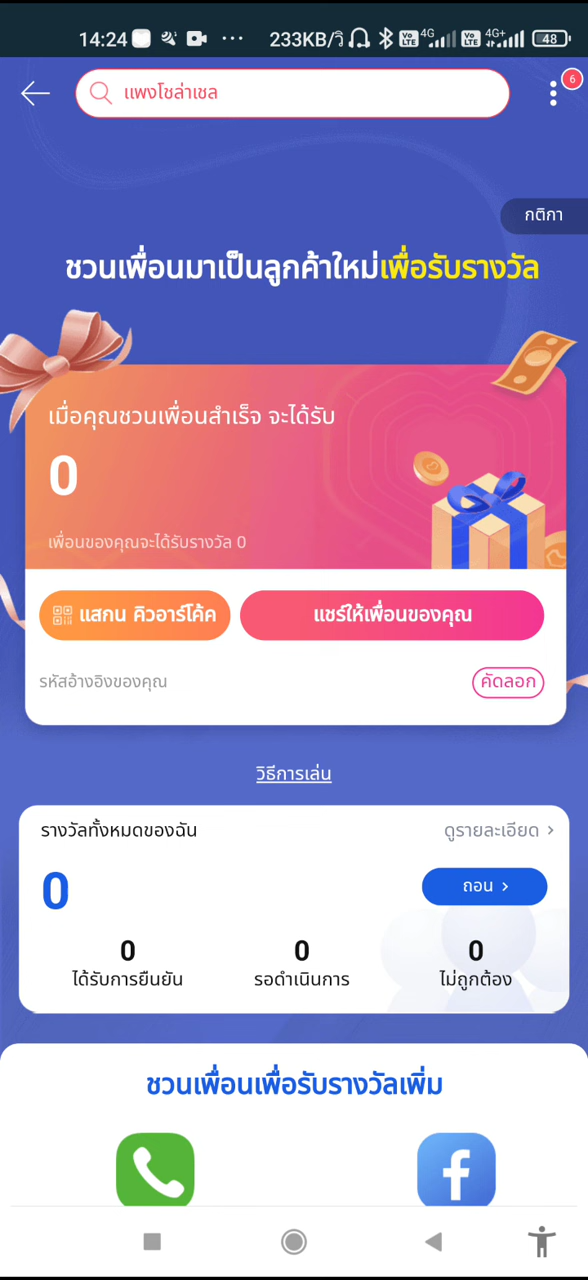 14:24 ... 233KB/วิ Vo LTE 4G Vo LTE 4G+ 48
แพงโชล่าเชล
6
กติกา
ชวนเพื่อนมาเป็นลูกค้าใหม่เพื่อรับรางวัล
เมื่อคุณชวนเพื่อนสำเร็จ จะได้รับ
0
เพื่อนของคุณจะได้รับรางวัล 0
แสกน คิวอาร์โค้ค
แชร์ให้เพื่อนของคุณ
รหัสอ้างอิงของคุณ
คัดลอก
วิธีการเล่น
รางวัลทั้งหมดของฉัน
ดูรายละเอียด >
0
ถอน >
0 0 0
ได้รับการยืนยัน รอดำเนินการ ไม่ถูกต้อง
ชวนเพื่อนเพื่อรับรางวัลเพิ่ม